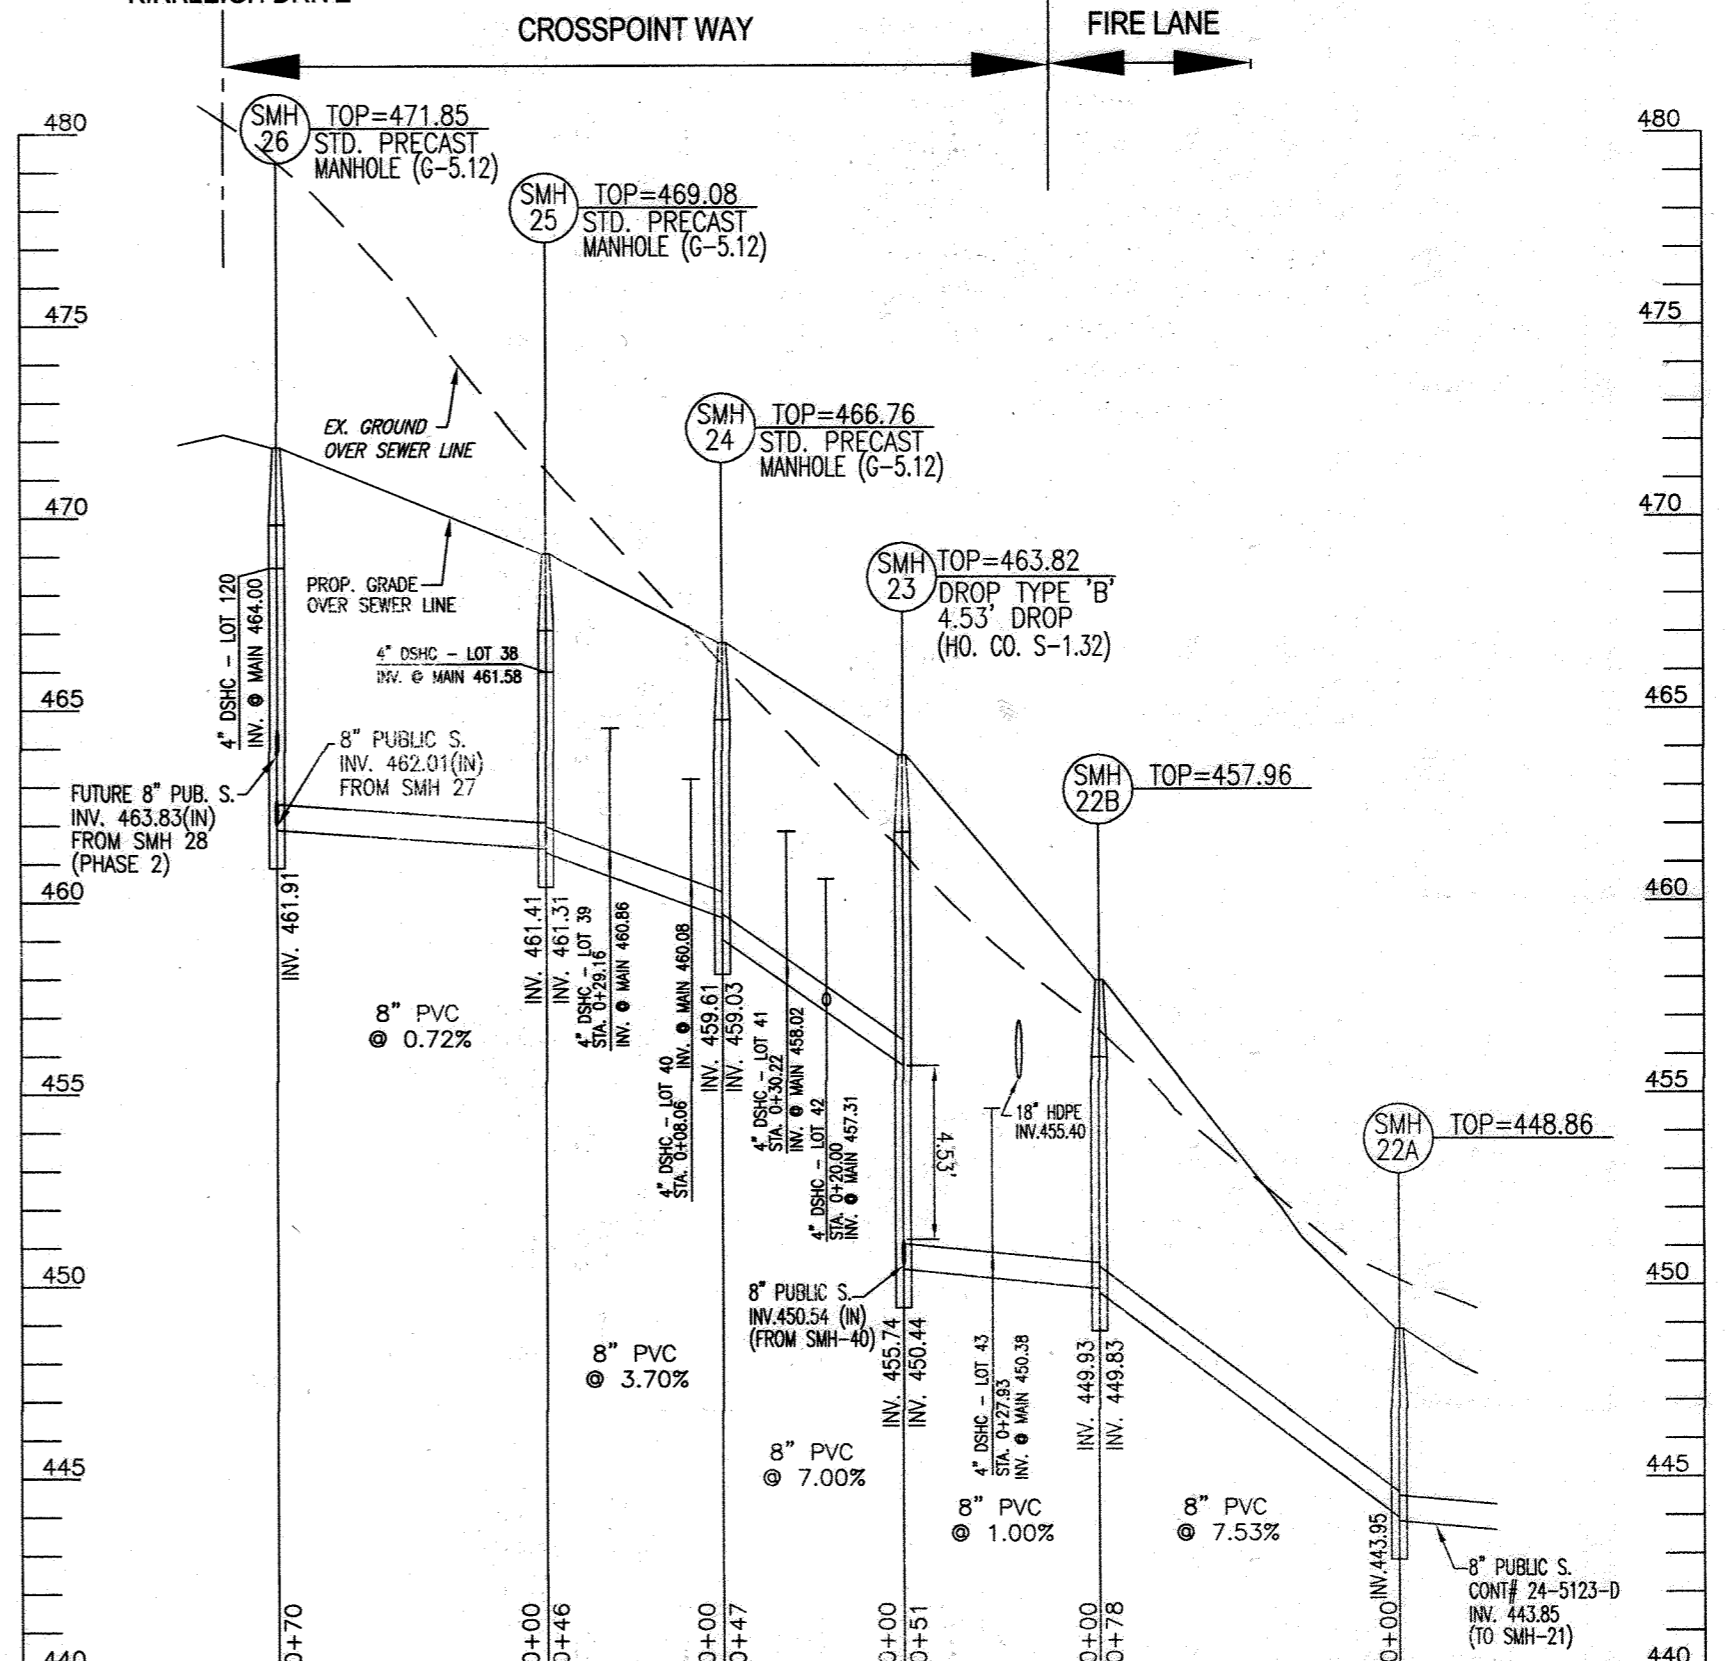 CROSSPOINT WAY
FIRE LANE
480
475
470
465
460
455
450
445
440
480
475
470
465
460
455
450
445
440
SMH
26
TOP=471.85
STD. PRECAST
MANHOLE (G-5.12)
SMH
25
TOP=469.08
STD. PRECAST
MANHOLE (G-5.12)
SMH
24
TOP=466.76
STD. PRECAST
MANHOLE (G-5.12)
SMH
23
TOP=463.82
DROP TYPE 'B'
4.53' DROP
(HO. CO. S-1.32)
SMH
22B
TOP=457.96
SMH
22A
TOP=448.86
EX. GROUND
OVER SEWER LINE
PROP. GRADE
OVER SEWER LINE
4" DSHC - LOT 120
INV. @ MAIN 464.00
4" DSHC - LOT 38
INV. @ MAIN 461.58
8" PUBLIC S.
INV. 462.01(IN)
FROM SMH 27
FUTURE 8" PUB. S.
INV. 463.83(IN)
FROM SMH 28
(PHASE 2)
INV. 461.91
INV. 461.41
INV. 461.31
4" DSHC - LOT 39
STA. 0+29.16
INV. @ MAIN 460.86
4" DSHC - LOT 40
STA. 0+08.06
INV. @ MAIN 460.08
INV. 459.61
INV. 459.03
4" DSHC - LOT 41
STA. 0+30.22
INV. @ MAIN 458.02
4" DSHC - LOT 42
STA. 0+20.00
INV. @ MAIN 457.31
4.53'
18" HDPE
INV.455.40
8" PUBLIC S.
INV.450.54 (IN)
(FROM SMH-40)
INV. 455.74
INV. 450.44
4" DSHC - LOT 43
STA. 0+27.93
INV. @ MAIN 450.38
INV. 449.93
INV. 449.83
INV.443.95
8" PVC
@ 0.72%
8" PVC
@ 3.70%
8" PVC
@ 7.00%
8" PVC
@ 1.00%
8" PVC
@ 7.53%
8" PUBLIC S.
CONT# 24-5123-D
INV. 443.85
(TO SMH-21)
0+70
0+00
0+46
0+00
0+47
0+00
0+51
0+00
0+78
0+00